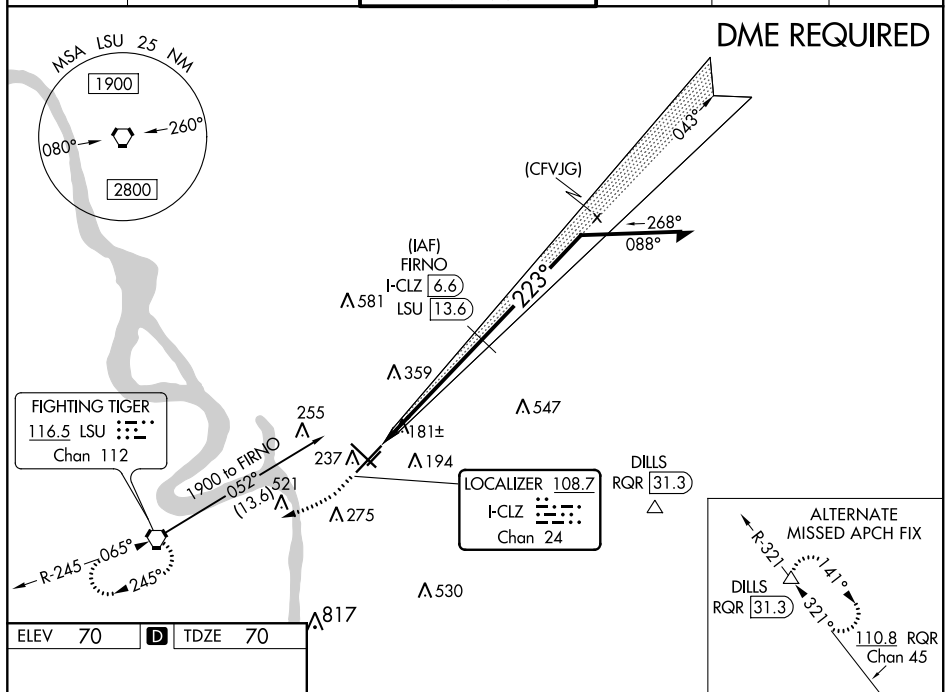 DME REQUIRED
MSA LSU 25 NM
1900
080°
260°
2800
(CFVJG)
043°
268°
088°
223°
(IAF)
FIRNO
I-CLZ 6.6
LSU 13.6
581
359
547
FIGHTING TIGER
116.5 LSU
Chan 112
255
181±
237
194
1900 to FIRNO
052°
(13.6)
521
275
LOCALIZER 108.7
I-CLZ
Chan 24
DILLS
RQR 31.3
R-245
065°
245°
530
817
ALTERNATE
MISSED APCH FIX
R-321
141°
DILLS
RQR 31.3
321°
110.8 RQR
Chan 45
ELEV 70 D TDZE 70